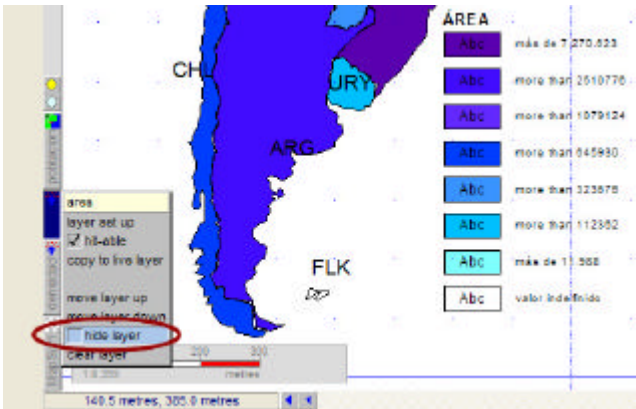 ÁREA
Abc más de 7,270.823
Abc more than 2510776
Abc more than 1079124
Abc more than 645930
Abc more than 323676
Abc more than 112362
Abc más de 11.968
Abc valor indefinido
CHL
URY
ARG
FLK
area
layer set up
hit-able
copy to live layer
move layer up
move layer down
hide layer
clear layer
200 300
metres
140.5 metres, 385.0 metres